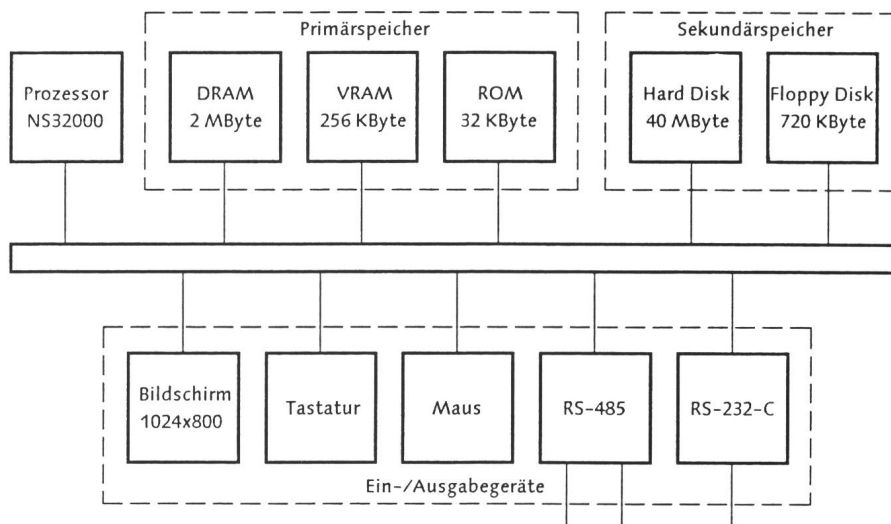 Primärspeicher
Sekundärspeicher
Prozessor
NS32000
DRAM
2 MByte
VRAM
256 KByte
ROM
32 KByte
Hard Disk
40 MByte
Floppy Disk
720 KByte
Bildschirm
1024x800
Tastatur
Maus
RS-485
RS-232-C
Ein-/Ausgabegeräte